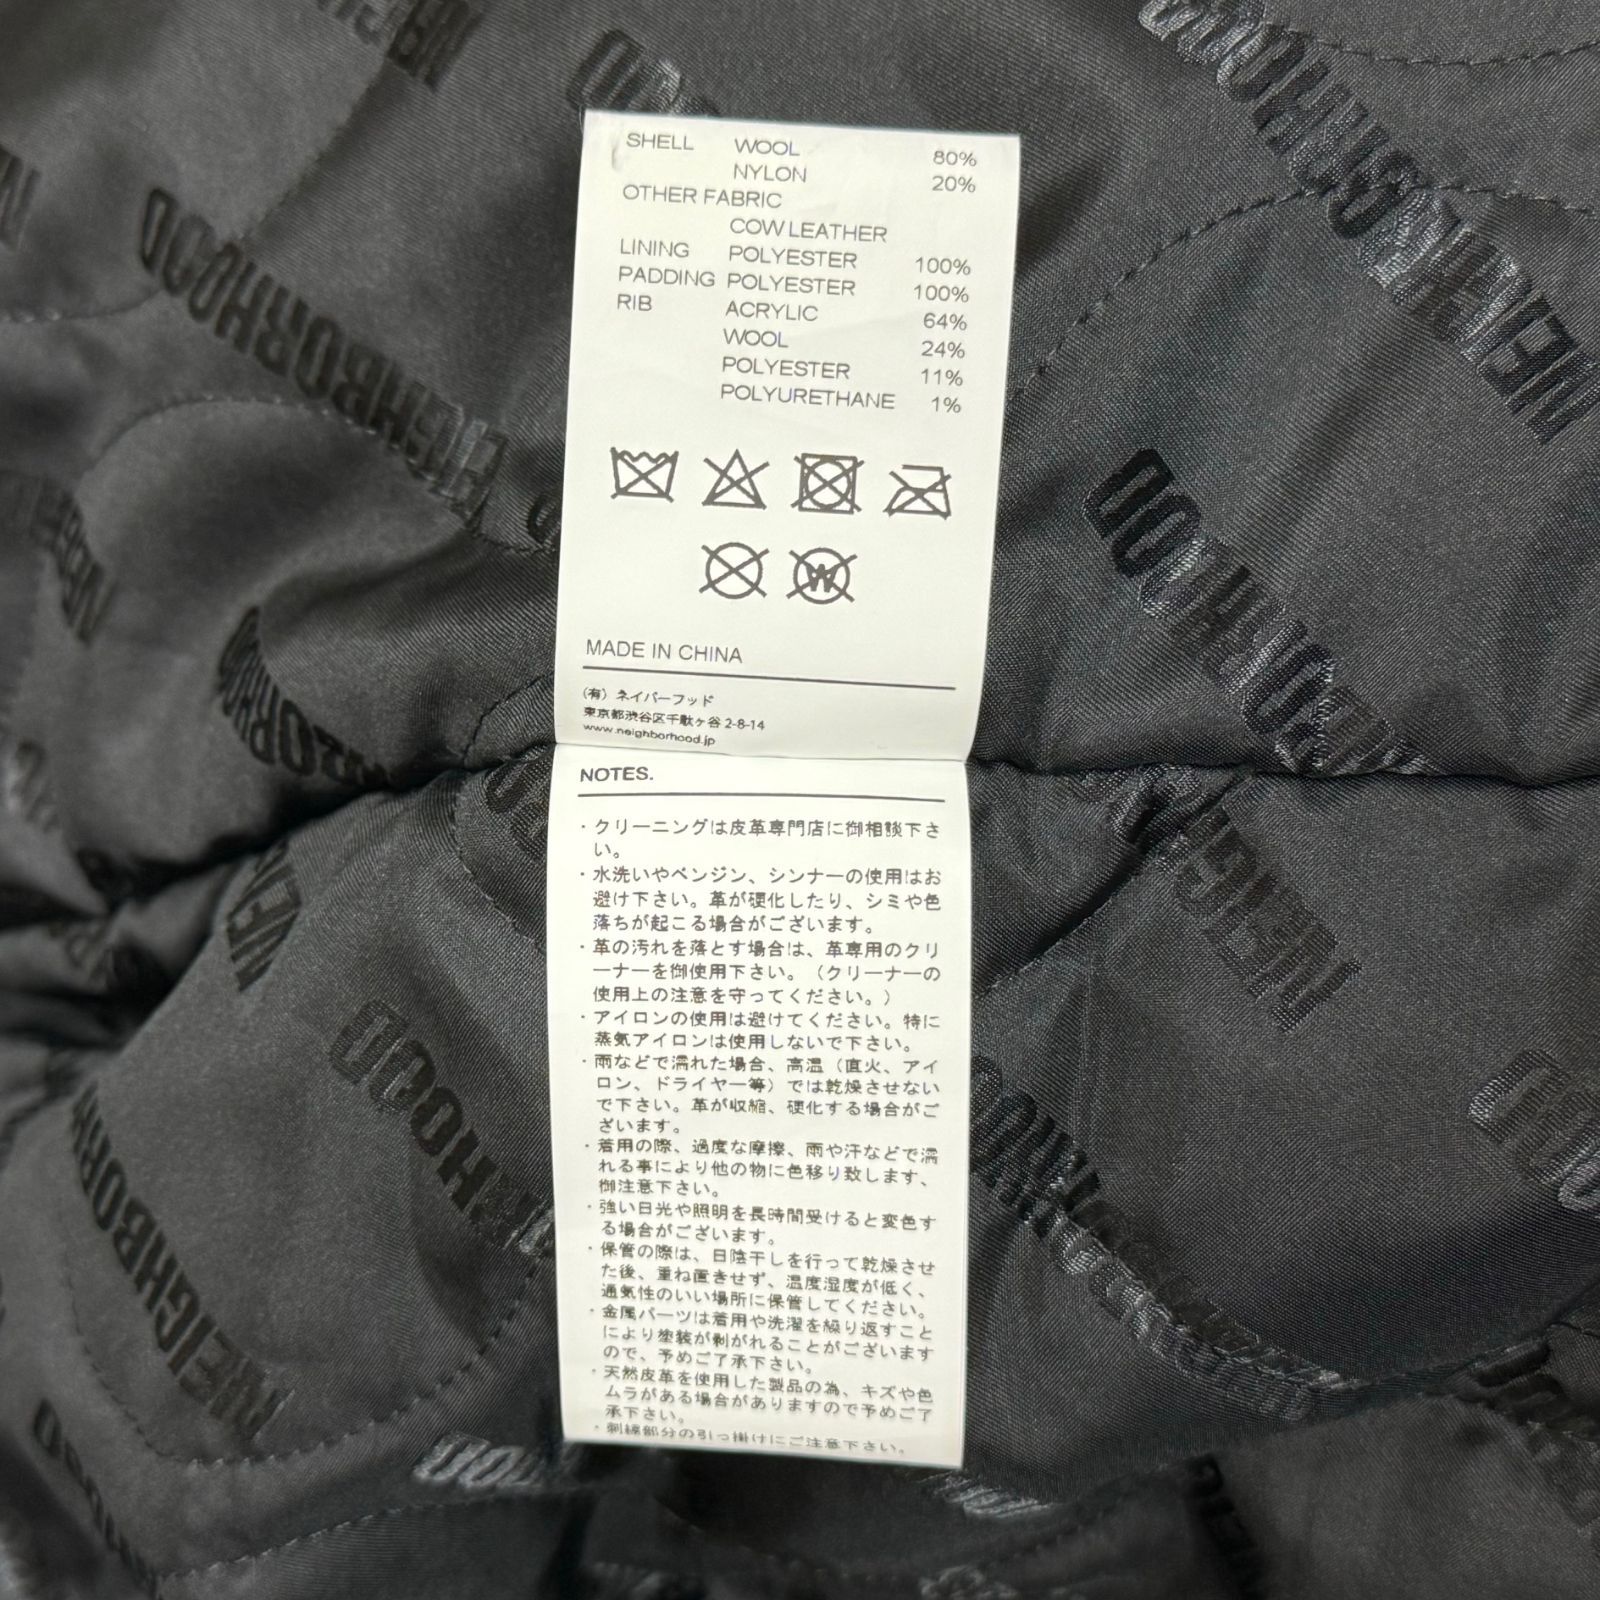 SHELL WOOL 80%
NYLON 20%
OTHER FABRIC
COW LEATHER
LINING POLYESTER 100%
PADDING POLYESTER 100%
RIB ACRYLIC 64%
WOOL 24%
POLYESTER 11%
POLYURETHANE 1%
W
MADE IN CHINA
(有) ネイバーフッド
東京都渋谷区千駄ヶ谷 2-8-14
www.neighborhood.jp
NOTES.
・クリーニングは皮革専門店に御相談下さ
い。
・水洗いやベンジン、シンナーの使用はお
避け下さい。革が硬化したり、シミや色
落ちが起こる場合がございます。
・革の汚れを落とす場合は、革専用のクリ
ーナーを御使用下さい。（クリーナーの
使用上の注意を守ってください。）
・アイロンの使用は避けてください。特に
蒸気アイロンは使用しないで下さい。
・雨などで濡れた場合、高温（直火、アイ
ロン、ドライヤー等）では乾燥させない
で下さい。革が収縮、硬化する場合がご
ざいます。
・着用の際、過度な摩擦、雨や汗などで濡
れる事により他の物に色移り致します、
御注意下さい。
・強い日光や照明を長時間受けると変色す
る場合がございます。
・保管の際は、日陰干しを行って乾燥させ
た後、重ね置きせず、温度湿度が低く、
通気性のいい場所に保管してください。
・金属パーツは着用や洗濯を繰り返すこと
により塗装が剥がれることがございます
ので、予めご了承下さい。
・天然皮革を使用した製品の為、キズや色
ムラがある場合がありますので予めご了
承下さい。
・刺繍部分の引っ掛けにご注意下さい。
NEIGHBORHOOD
NEIGHBORHOOD
NEIGHBORHOOD
NEIGHBORHOOD